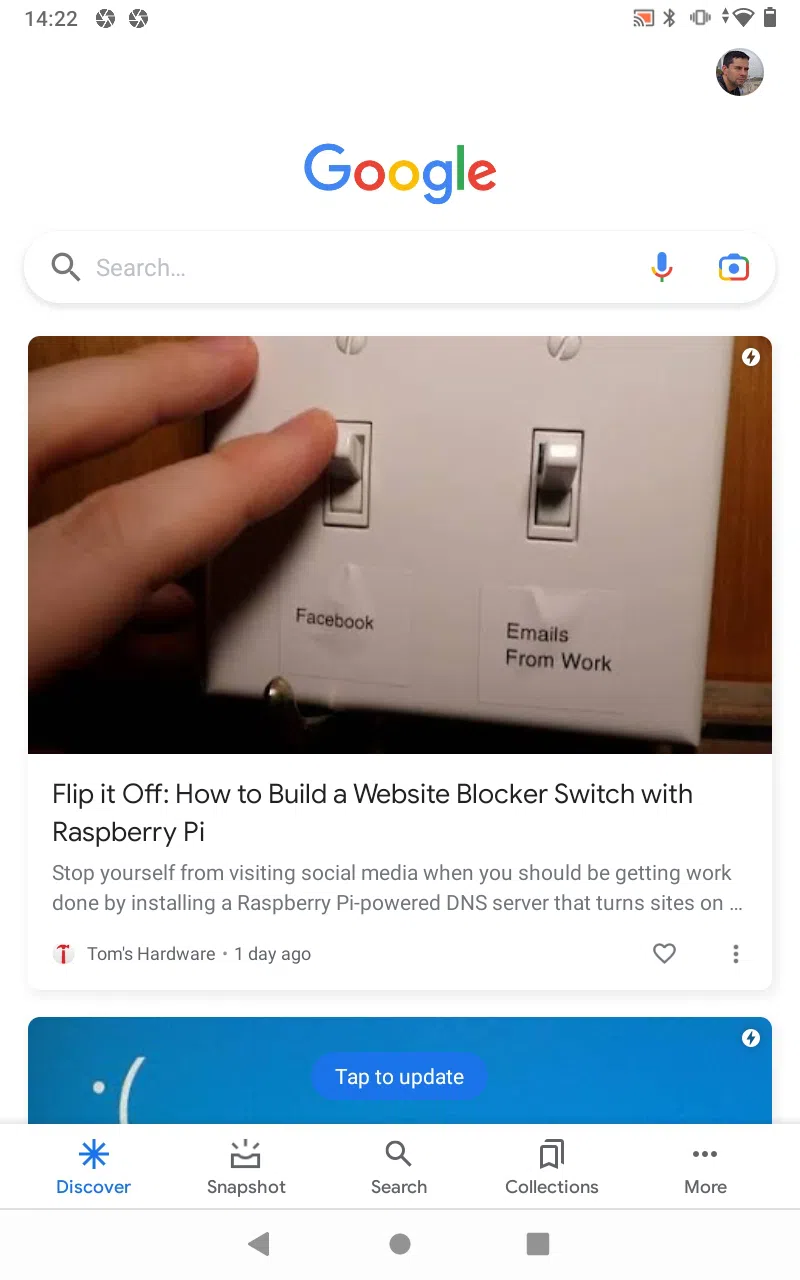 14:22
Google
Search...
Facebook
Emails
From Work
Flip it Off: How to Build a Website Blocker Switch with
Raspberry Pi
Stop yourself from visiting social media when you should be getting work
done by installing a Raspberry Pi-powered DNS server that turns sites on ...
Tom's Hardware · 1 day ago
:(
Tap to update
Discover
Snapshot
Search
Collections
More